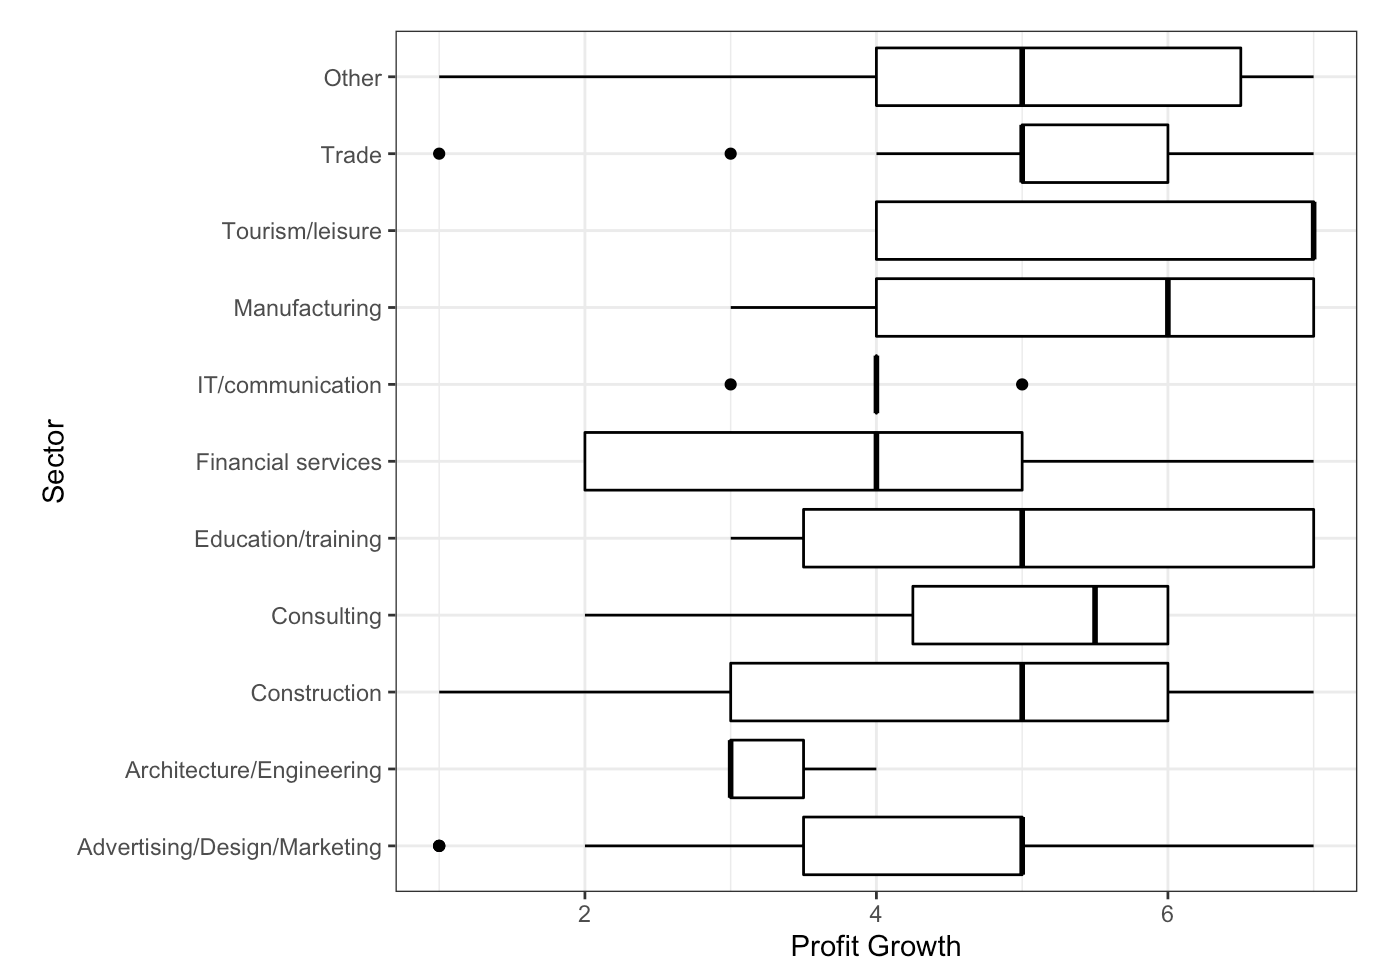 Other
Trade
Tourism/leisure
Manufacturing
IT/communication
Financial services
Education/training
Consulting
Construction
Architecture/Engineering
Advertising/Design/Marketing
Sector
2 4 6
Profit Growth